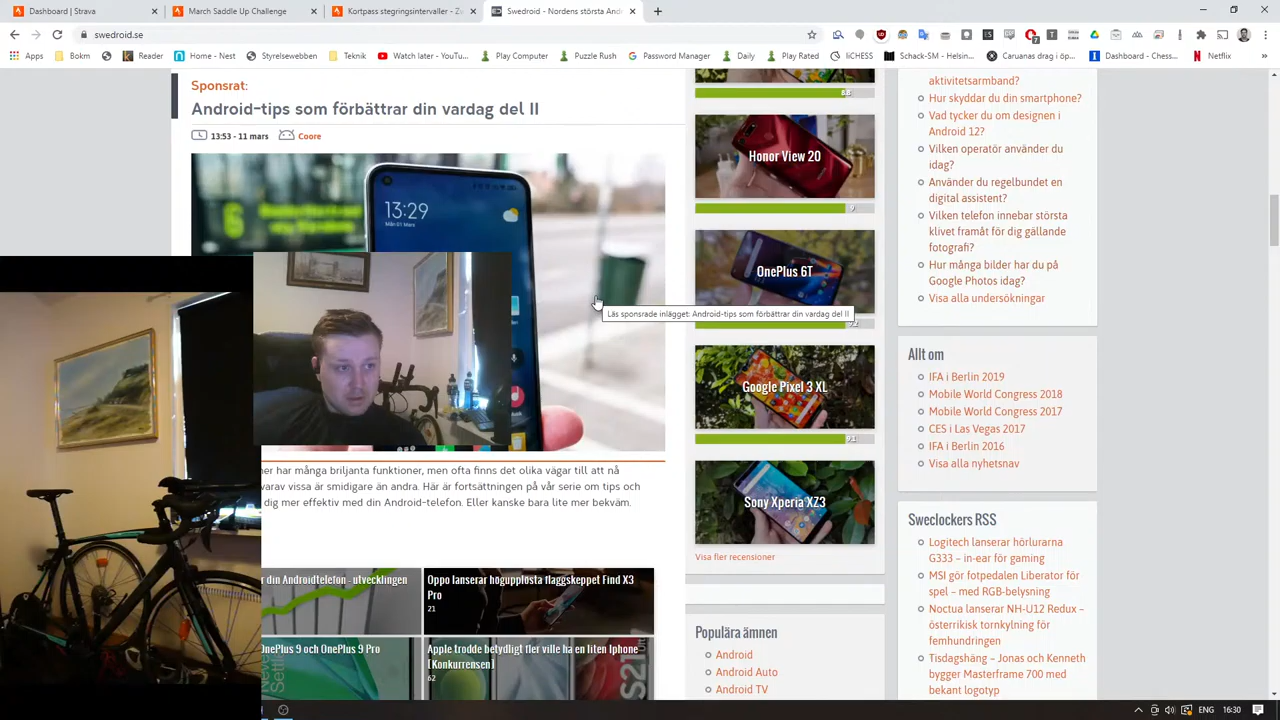 Dashboard | Strava
March Saddle Up Challenge
Kortpass stegringsintervaller - Z
Swedroid - Nordens största And
swedroid.se
Apps
Bokm
Reader
Home - Nest
Styrelsewebben
Teknik
Watch later - YouTu...
Play Computer
Puzzle Rush
Password Manager
Daily
Play Rated
liCHESS
Schack-SM - Helsin...
Caruanas drag i öp...
Dashboard - Chess...
Netflix
Sponsrat:
Android-tips som förbättrar din vardag del II
13:53 - 11 mars
Coore
13:29
Läs sponsrade inlägget: Android-tips som förbättrar din vardag del II
ner har många briljanta funktioner, men ofta finns det olika vägar till att nå
varav vissa är smidigare än andra. Här är fortsättningen på vår serie om tips och
dig mer effektiv med din Android-telefon. Eller kanske bara lite mer bekväm.
r din Androidtelefon - utvecklingen
Oppo lanserar högupplösta flaggskeppet Find X3
Pro
21
OnePlus 9 och OnePlus 9 Pro
Apple trodde betydligt fler ville ha en liten Iphone
[Konkurrensen]
62
8.8
Honor View 20
9
OnePlus 6T
9.2
Google Pixel 3 XL
9.1
Sony Xperia XZ3
Visa fler recensioner
Populära ämnen
Android
Android Auto
Android TV
aktivitetsarmband?
Hur skyddar du din smartphone?
Vad tycker du om designen i
Android 12?
Vilken operatör använder du
idag?
Använder du regelbundet en
digital assistent?
Vilken telefon innebar största
klivet framåt för dig gällande
fotografi?
Hur många bilder har du på
Google Photos idag?
Visa alla undersökningar
Allt om
IFA i Berlin 2019
Mobile World Congress 2018
Mobile World Congress 2017
CES i Las Vegas 2017
IFA i Berlin 2016
Visa alla nyhetsnav
Sweclockers RSS
Logitech lanserar hörlurarna
G333 – in-ear för gaming
MSI gör fotpedalen Liberator för
spel – med RGB-belysning
Noctua lanserar NH-U12 Redux –
österrikisk tornkylning för
femhundringen
Tisdagshäng – Jonas och Kenneth
bygger Masterframe 700 med
bekant logotyp
ENG
16:30